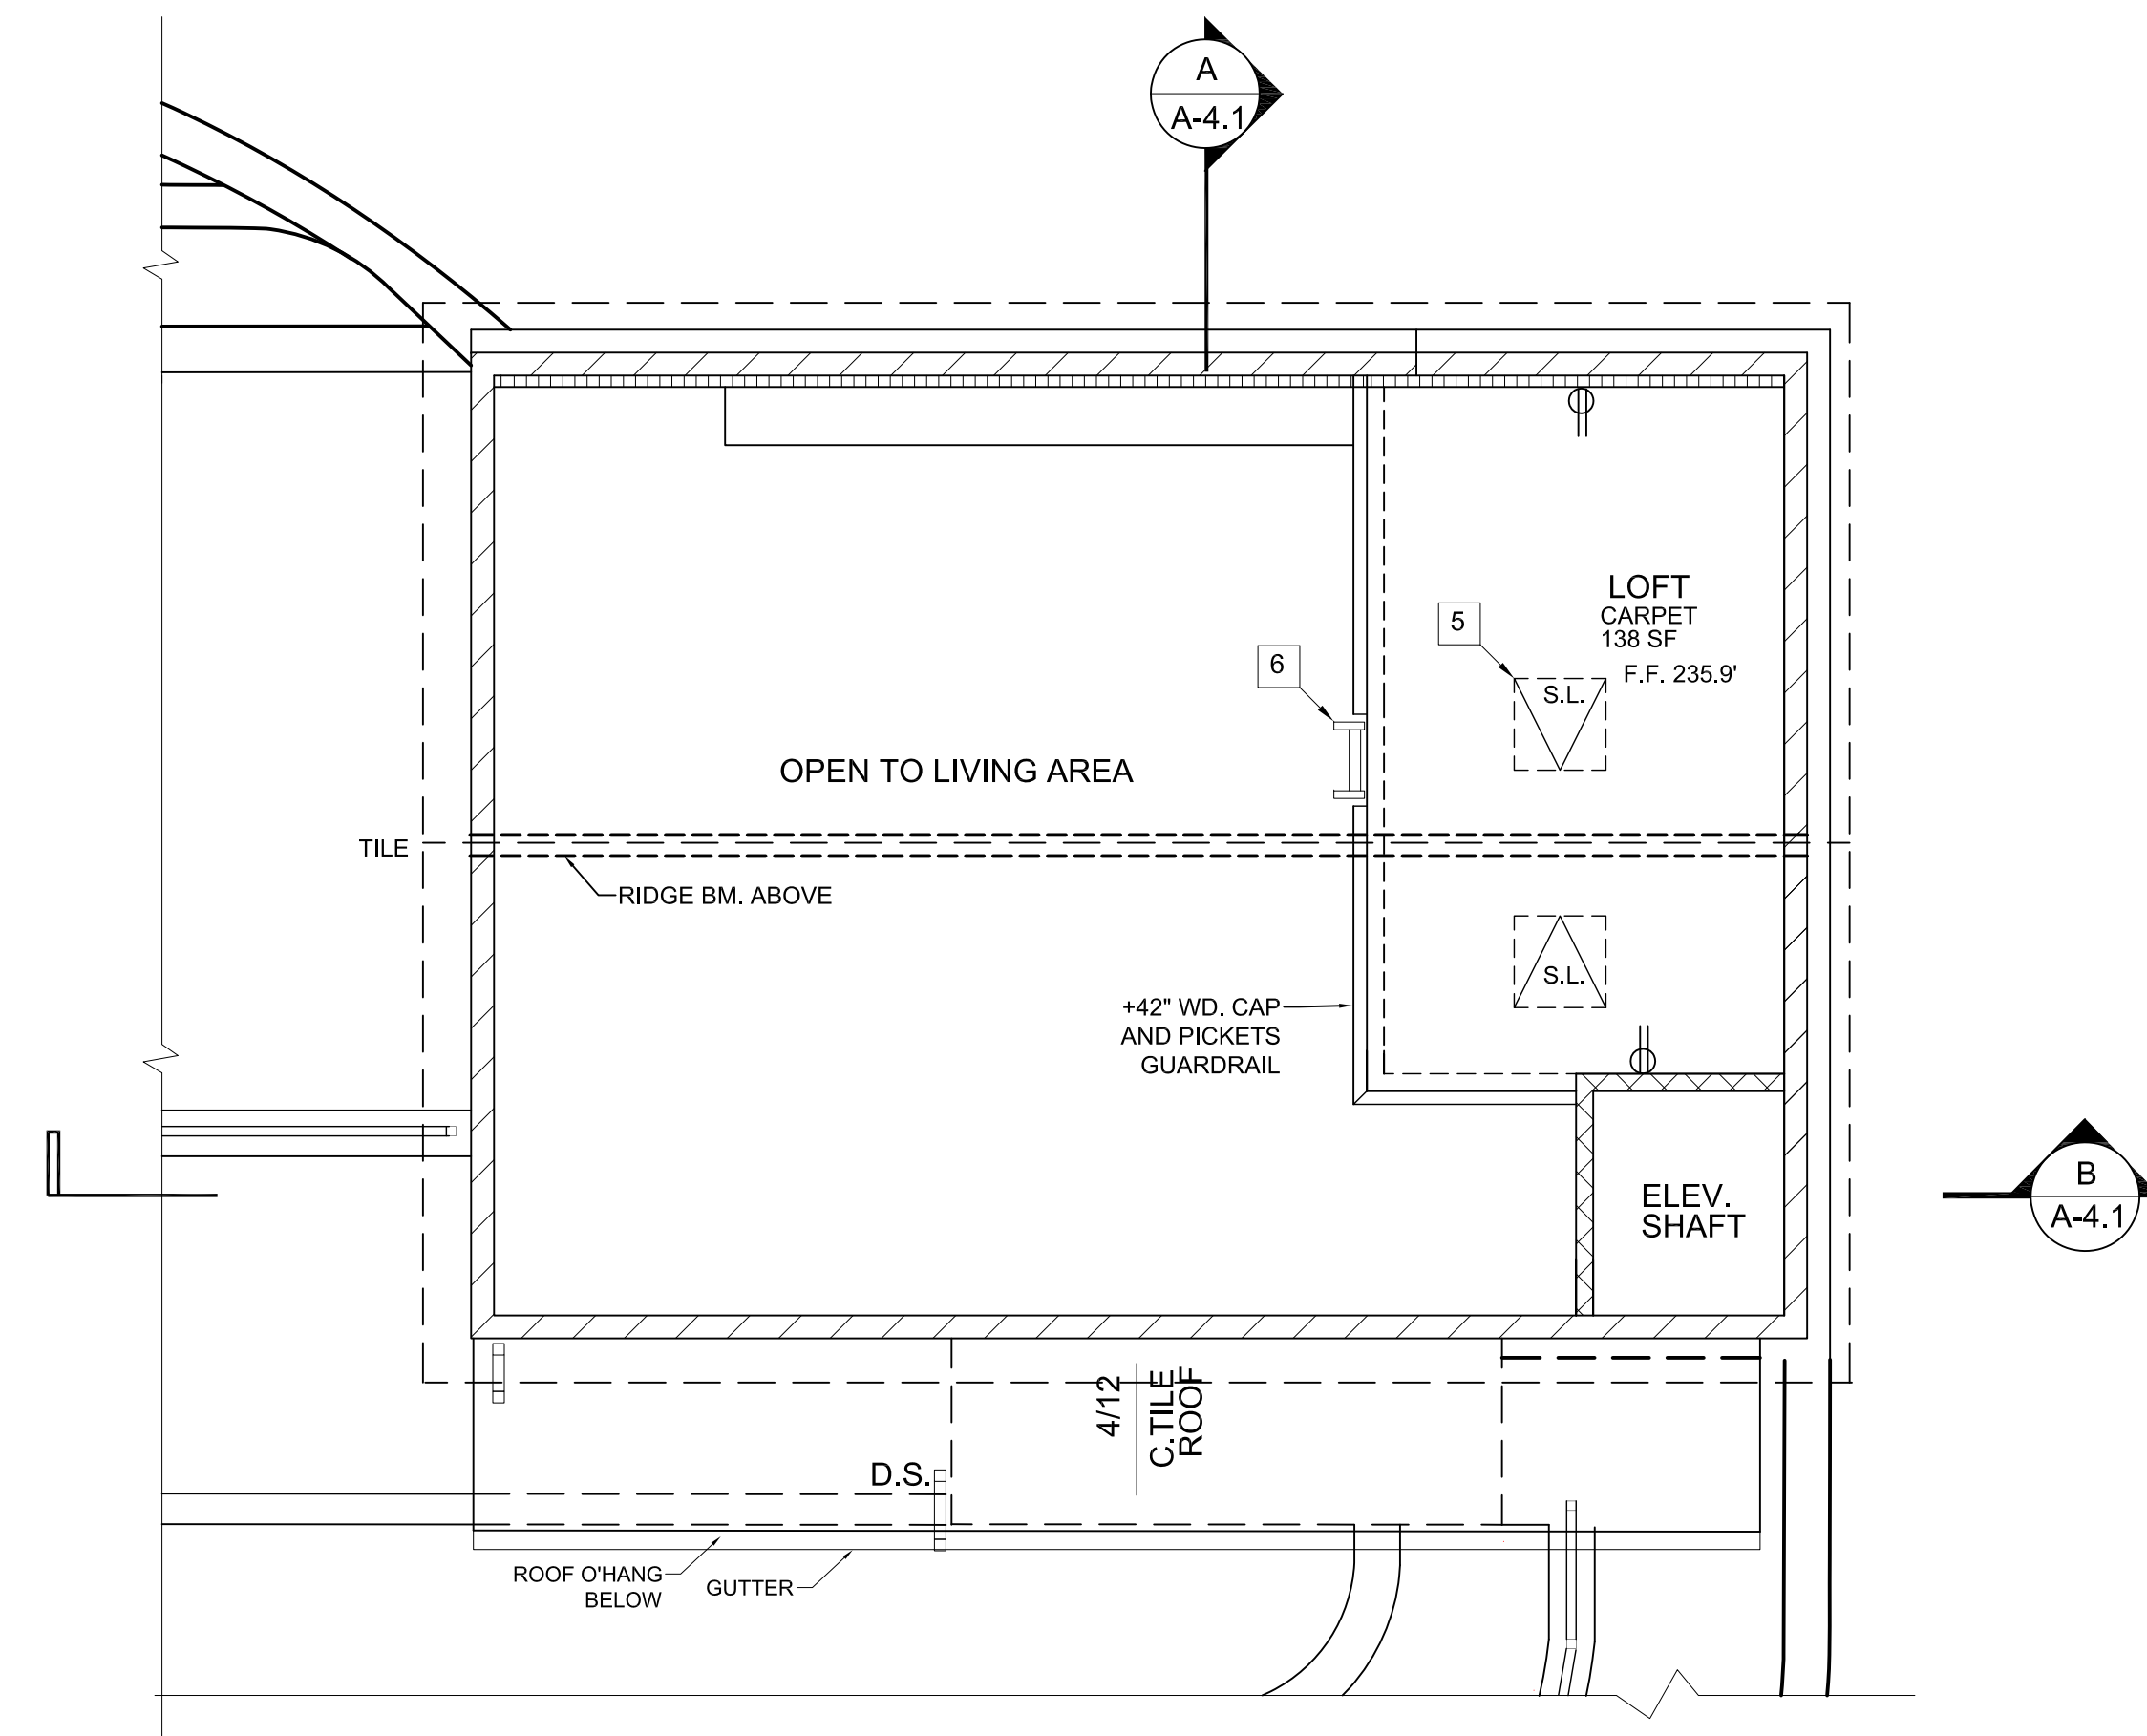 A
A-4.1
LOFT
CARPET
138 SF
F.F. 235.9'
5
6
S.L.
OPEN TO LIVING AREA
TILE
RIDGE BM. ABOVE
S.L.
+42" WD. CAP
AND PICKETS
GUARDRAIL
ELEV.
SHAFT
B
A-4.1
4/12
C.TILE
ROOF
D.S.
ROOF O'HANG
BELOW
GUTTER